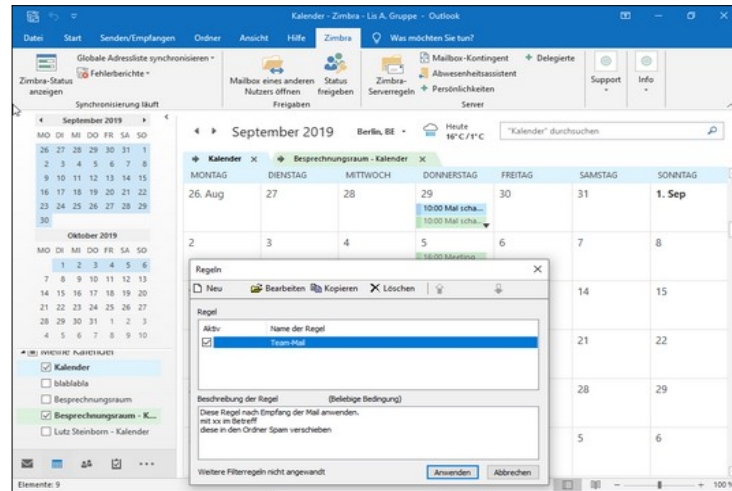 Kalender - Zimbra - Lis A. Gruppe - Outlook
Datei Start Senden/Empfangen Ordner Ansicht Hilfe Zimbra Was möchten Sie tun?
Zimbra-Status anzeigen
Globale Adressliste synchronisieren
Fehlerberichte
Synchronisierung läuft
Mailbox eines anderen Nutzers öffnen
Status freigeben
Freigaben
Zimbra-Serverregeln
Mailbox-Kontingent
Delegierte
Abwesenheitsassistent
Persönlichkeiten
Server
Support
Info
September 2019
MO DI MI DO FR SA SO
26 27 28 29 30 31 1
2 3 4 5 6 7 8
9 10 11 12 13 14 15
16 17 18 19 20 21 22
23 24 25 26 27 28 29
30
Oktober 2019
MO DI MI DO FR SA SO
1 2 3 4 5 6
7 8 9 10 11 12 13
14 15 16 17 18 19 20
21 22 23 24 25 26 27
28 29 30 31 1 2 3
4 5 6 7 8 9 10
Meine Kalender
Kalender
blablabla
Besprechungsraum
Besprechungsraum - K...
Lutz Steinborn - Kalender
September 2019 Berlin, BE Heute 16°C/1°C "Kalender" durchsuchen
Kalender Besprechungsraum - Kalender
MONTAG DIENSTAG MITTWOCH DONNERSTAG FREITAG SAMSTAG SONNTAG
26. Aug 27 28 29 30 31 1. Sep
10:00 Mal scha...
10:00 Mal scha...
2 3 4 5 6 7 8
16:00 Meeting
14 15
21 22
28 29
5 6
Regeln
Neu Bearbeiten Kopieren Löschen
Regel
Aktiv Name der Regel
Team-Mail
Beschreibung der Regel (Beliebige Bedingung)
Diese Regel nach Empfang der Mail anwenden.
mit xx im Betreff
diese in den Ordner Spam verschieben
Weitere Filterregeln nicht angewandt
Anwenden Abbrechen
Elemente: 9
100 %